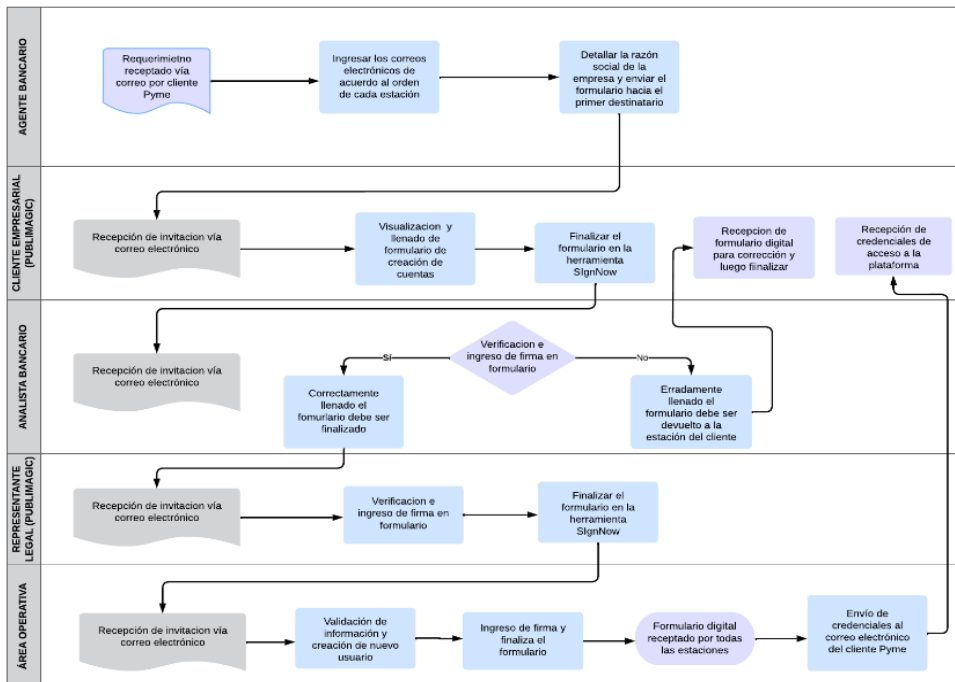 AGENTE BANCARIO
Requerimietno
receptado vía
correo por cliente
Pyme
Ingresar los correos
electrónicos de
acuerdo al orden
de cada estación
Detallar la razón
social de la
empresa y enviar el
formulario hacia el
primer destinatario
CLIENTE EMPRESARIAL
(PUBLIMAGIC)
Recepción de invitacion vía
correo electrónico
Visualizacion y
llenado de
formulario de
creación de
cuentas
Finalizar el
formulario en la
herramienta
SIgnNow
Recepcion de
formulario digital
para corrección y
luego fiinalizar
Recepción de
credenciales de
acceso a la
plataforma
ANALISTA BANCARIO
Recepción de invitacion vía
correo electrónico
Sí
Verificacion e
ingreso de firma en
formulario
No
Correctamente
llenado el
fomurlario debe ser
finalizado
Erradamente
llenado el
formulario debe ser
devuelto a la
estación del cliente
REPRESENTANTE
LEGAL (PUBLIMAGIC)
Recepción de invitacion vía
correo electrónico
Verificacion e
ingreso de firma en
formulario
Finalizar el
formulario en la
herramienta
SIgnNow
ÁREA OPERATIVA
Recepción de invitacion vía
correo electrónico
Validación de
información y
creación de nuevo
usuario
Ingreso de firma y
finaliza el
formulario
Formulario digital
receptado por todas
las estaciones
Envío de
credenciales al
correo electrónico
del cliente Pyme